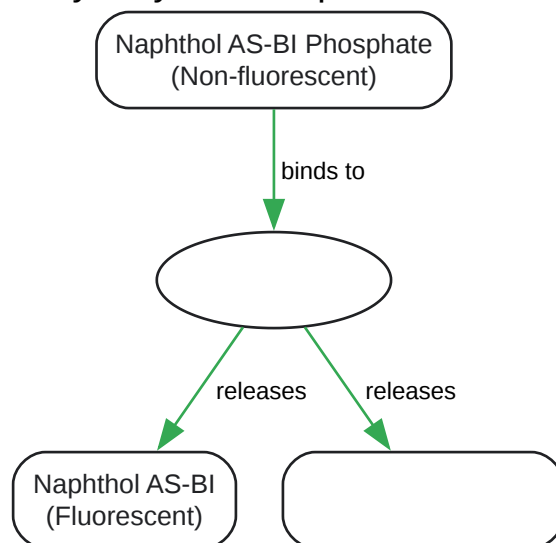 Naphthol AS-BI Phosphate
(Non-fluorescent)
binds to
releases
releases
Naphthol AS-BI
(Fluorescent)